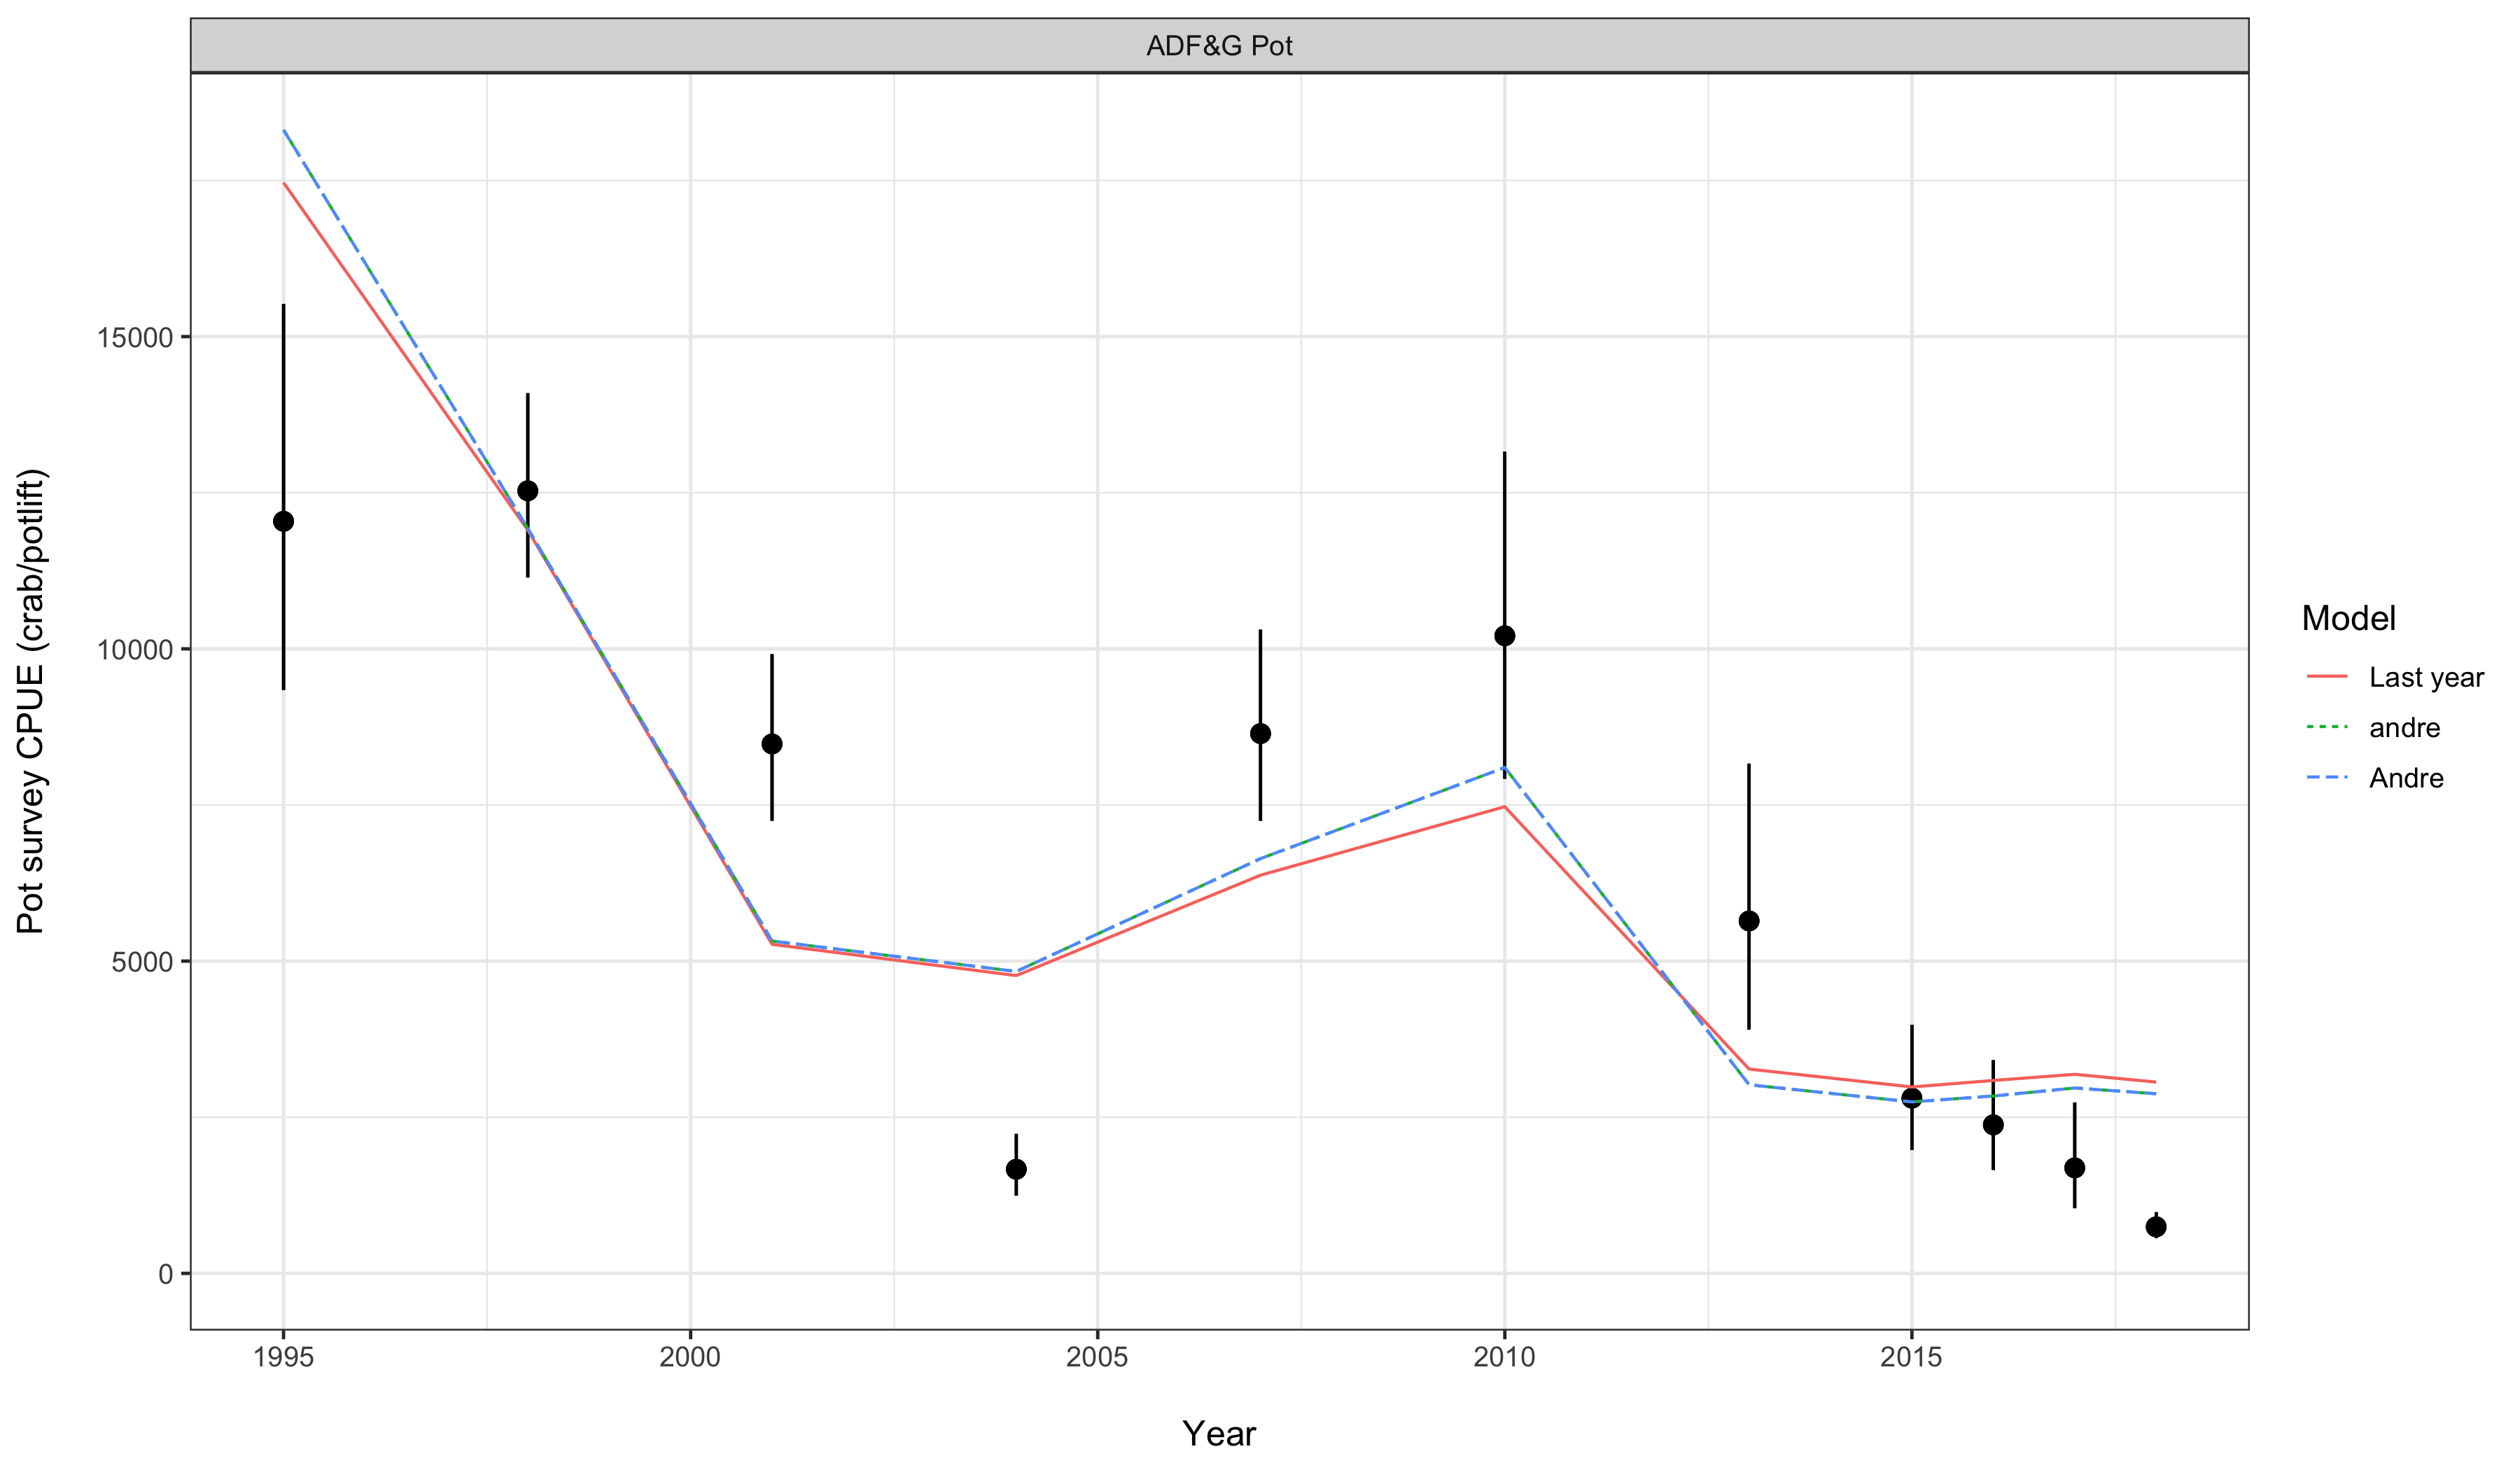 ADF&G Pot
Pot survey CPUE (crab/potlift)
15000
10000
5000
0
1995
2000
2005
2010
2015
Year
Model
Last year
andre
Andre